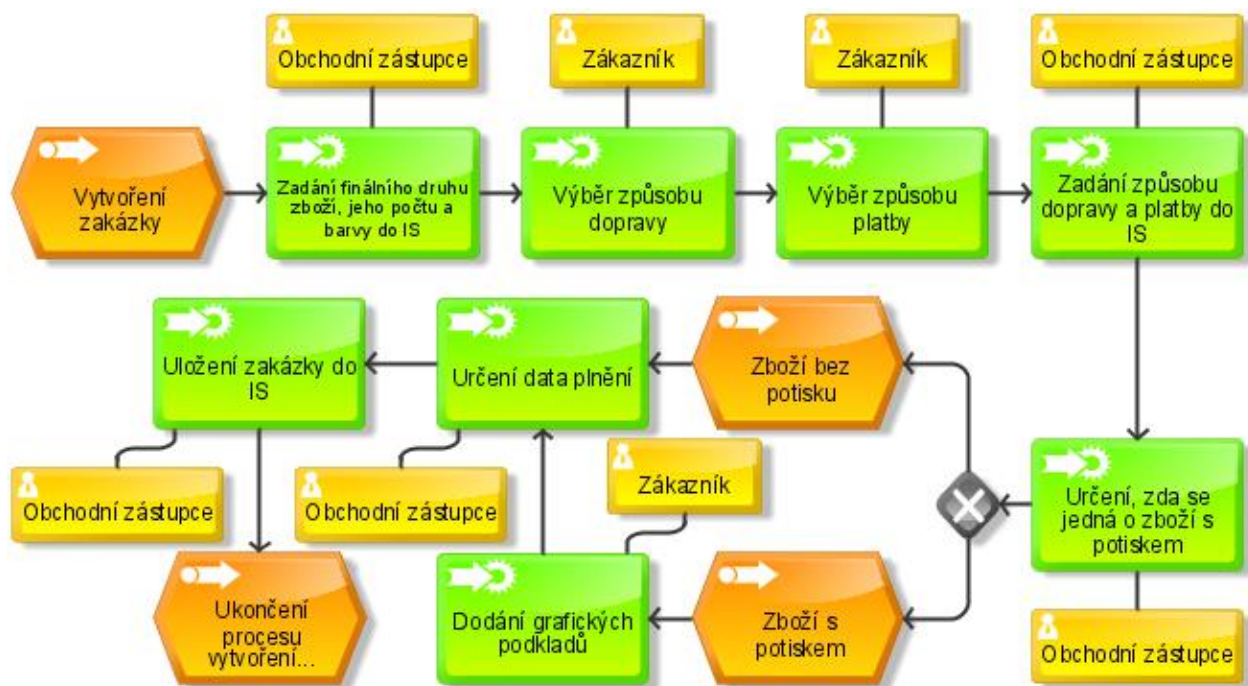 Obchodní zástupce
Zákazník
Zákazník
Obchodní zástupce
Vytvoření
zakázky
Zadání finálního druhu
zboží, jeho počtu a
barvy do IS
Výběr způsobu
dopravy
Výběr způsobu
platby
Zadání způsobu
dopravy a platby do
IS
Uložení zakázky do
IS
Určení data plnění
Zboží bez
potisku
Obchodní zástupce
Obchodní zástupce
Zákazník
Určení, zda se
jedná o zboží s
potiskem
Ukončení
procesu
vytvoření...
Dodání grafických
podkladů
Zboží s
potiskem
Obchodní zástupce